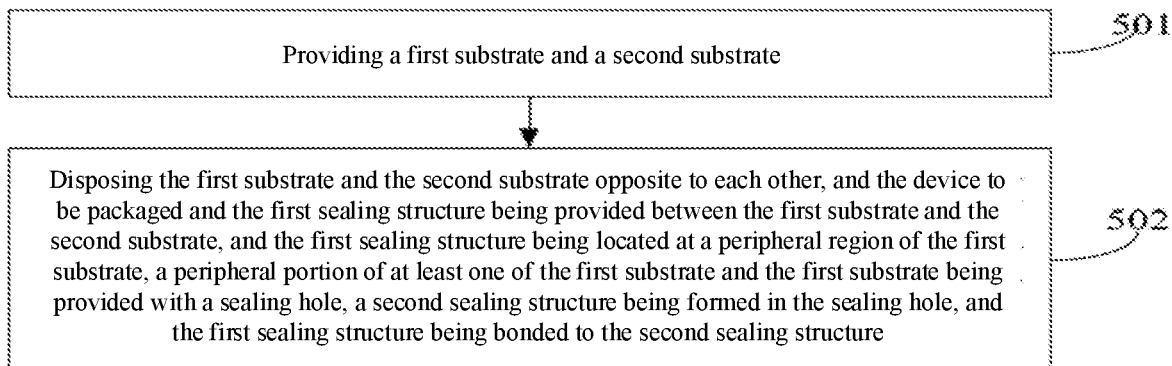 501
Providing a first substrate and a second substrate
Disposing the first substrate and the second substrate opposite to each other, and the device to
be packaged and the first sealing structure being provided between the first substrate and the
second substrate, and the first sealing structure being located at a peripheral region of the first
substrate, a peripheral portion of at least one of the first substrate and the first substrate being
provided with a sealing hole, a second sealing structure being formed in the sealing hole, and
the first sealing structure being bonded to the second sealing structure
502